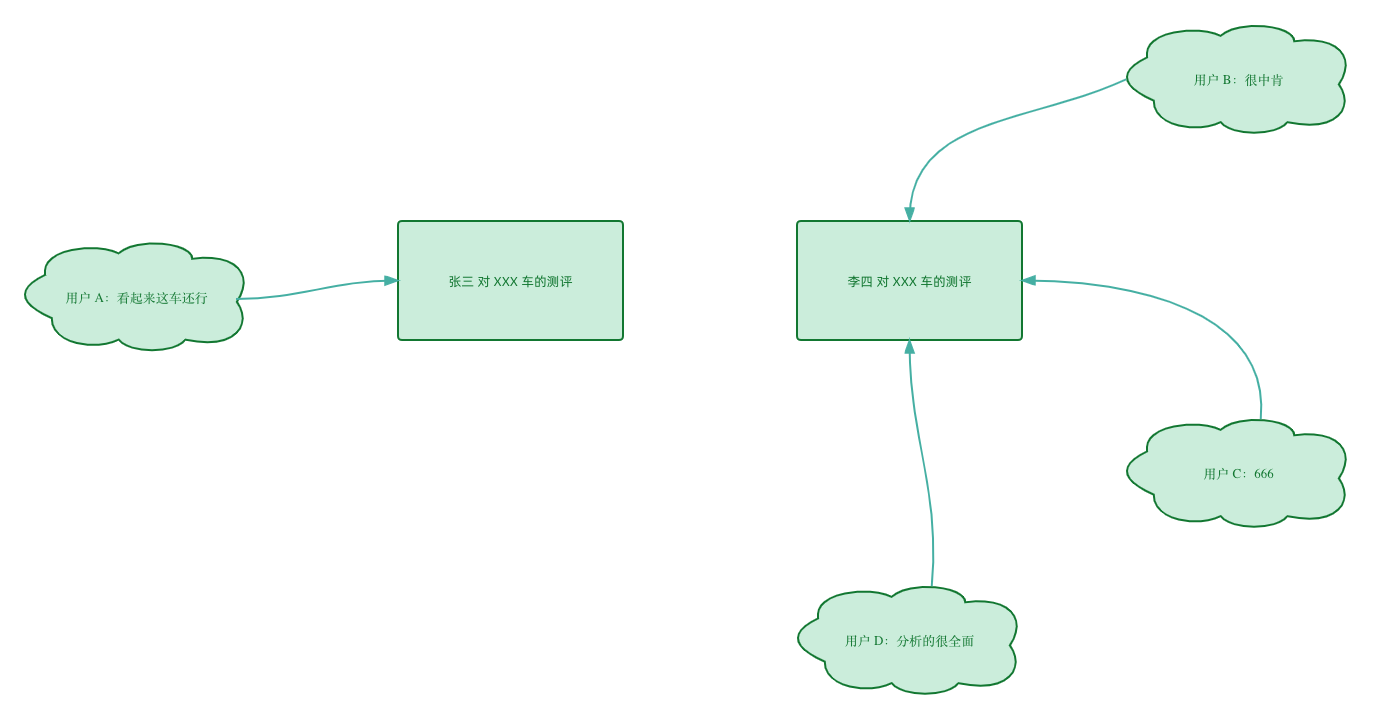 用户 B：很中肯
用户 A：看起来这车还行
张三 对 XXX 车的测评
李四 对 XXX 车的测评
用户 C：666
用户 D：分析的很全面